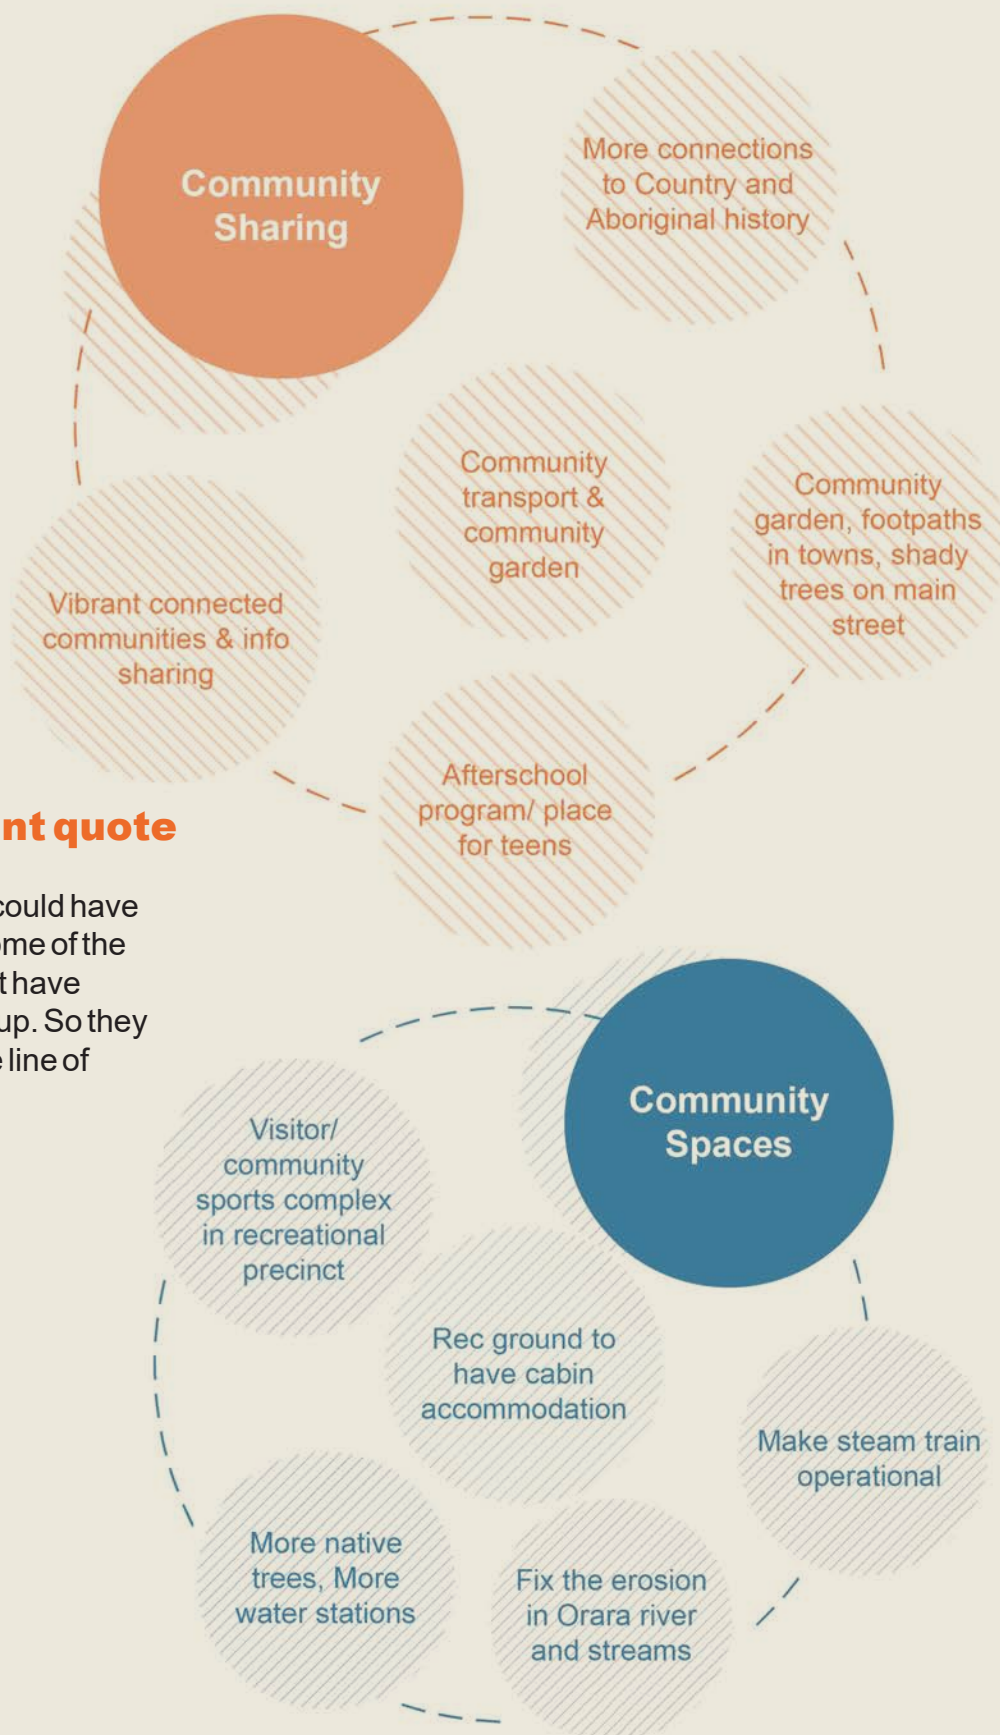 Community
Sharing
More connections
to Country and
Aboriginal history
Community
transport &
community
garden
Community
garden, footpaths
in towns, shady
trees on main
street
Vibrant connected
communities & info
sharing
Afterschool
program/ place
for teens
quote
could have
of the
have
up. So they
line of
Community
Spaces
Visitor/
community
sports complex
in recreational
precinct
Rec ground to
have cabin
accommodation
Make steam train
operational
More native
trees, More
water stations
Fix the erosion
in Orara river
and streams